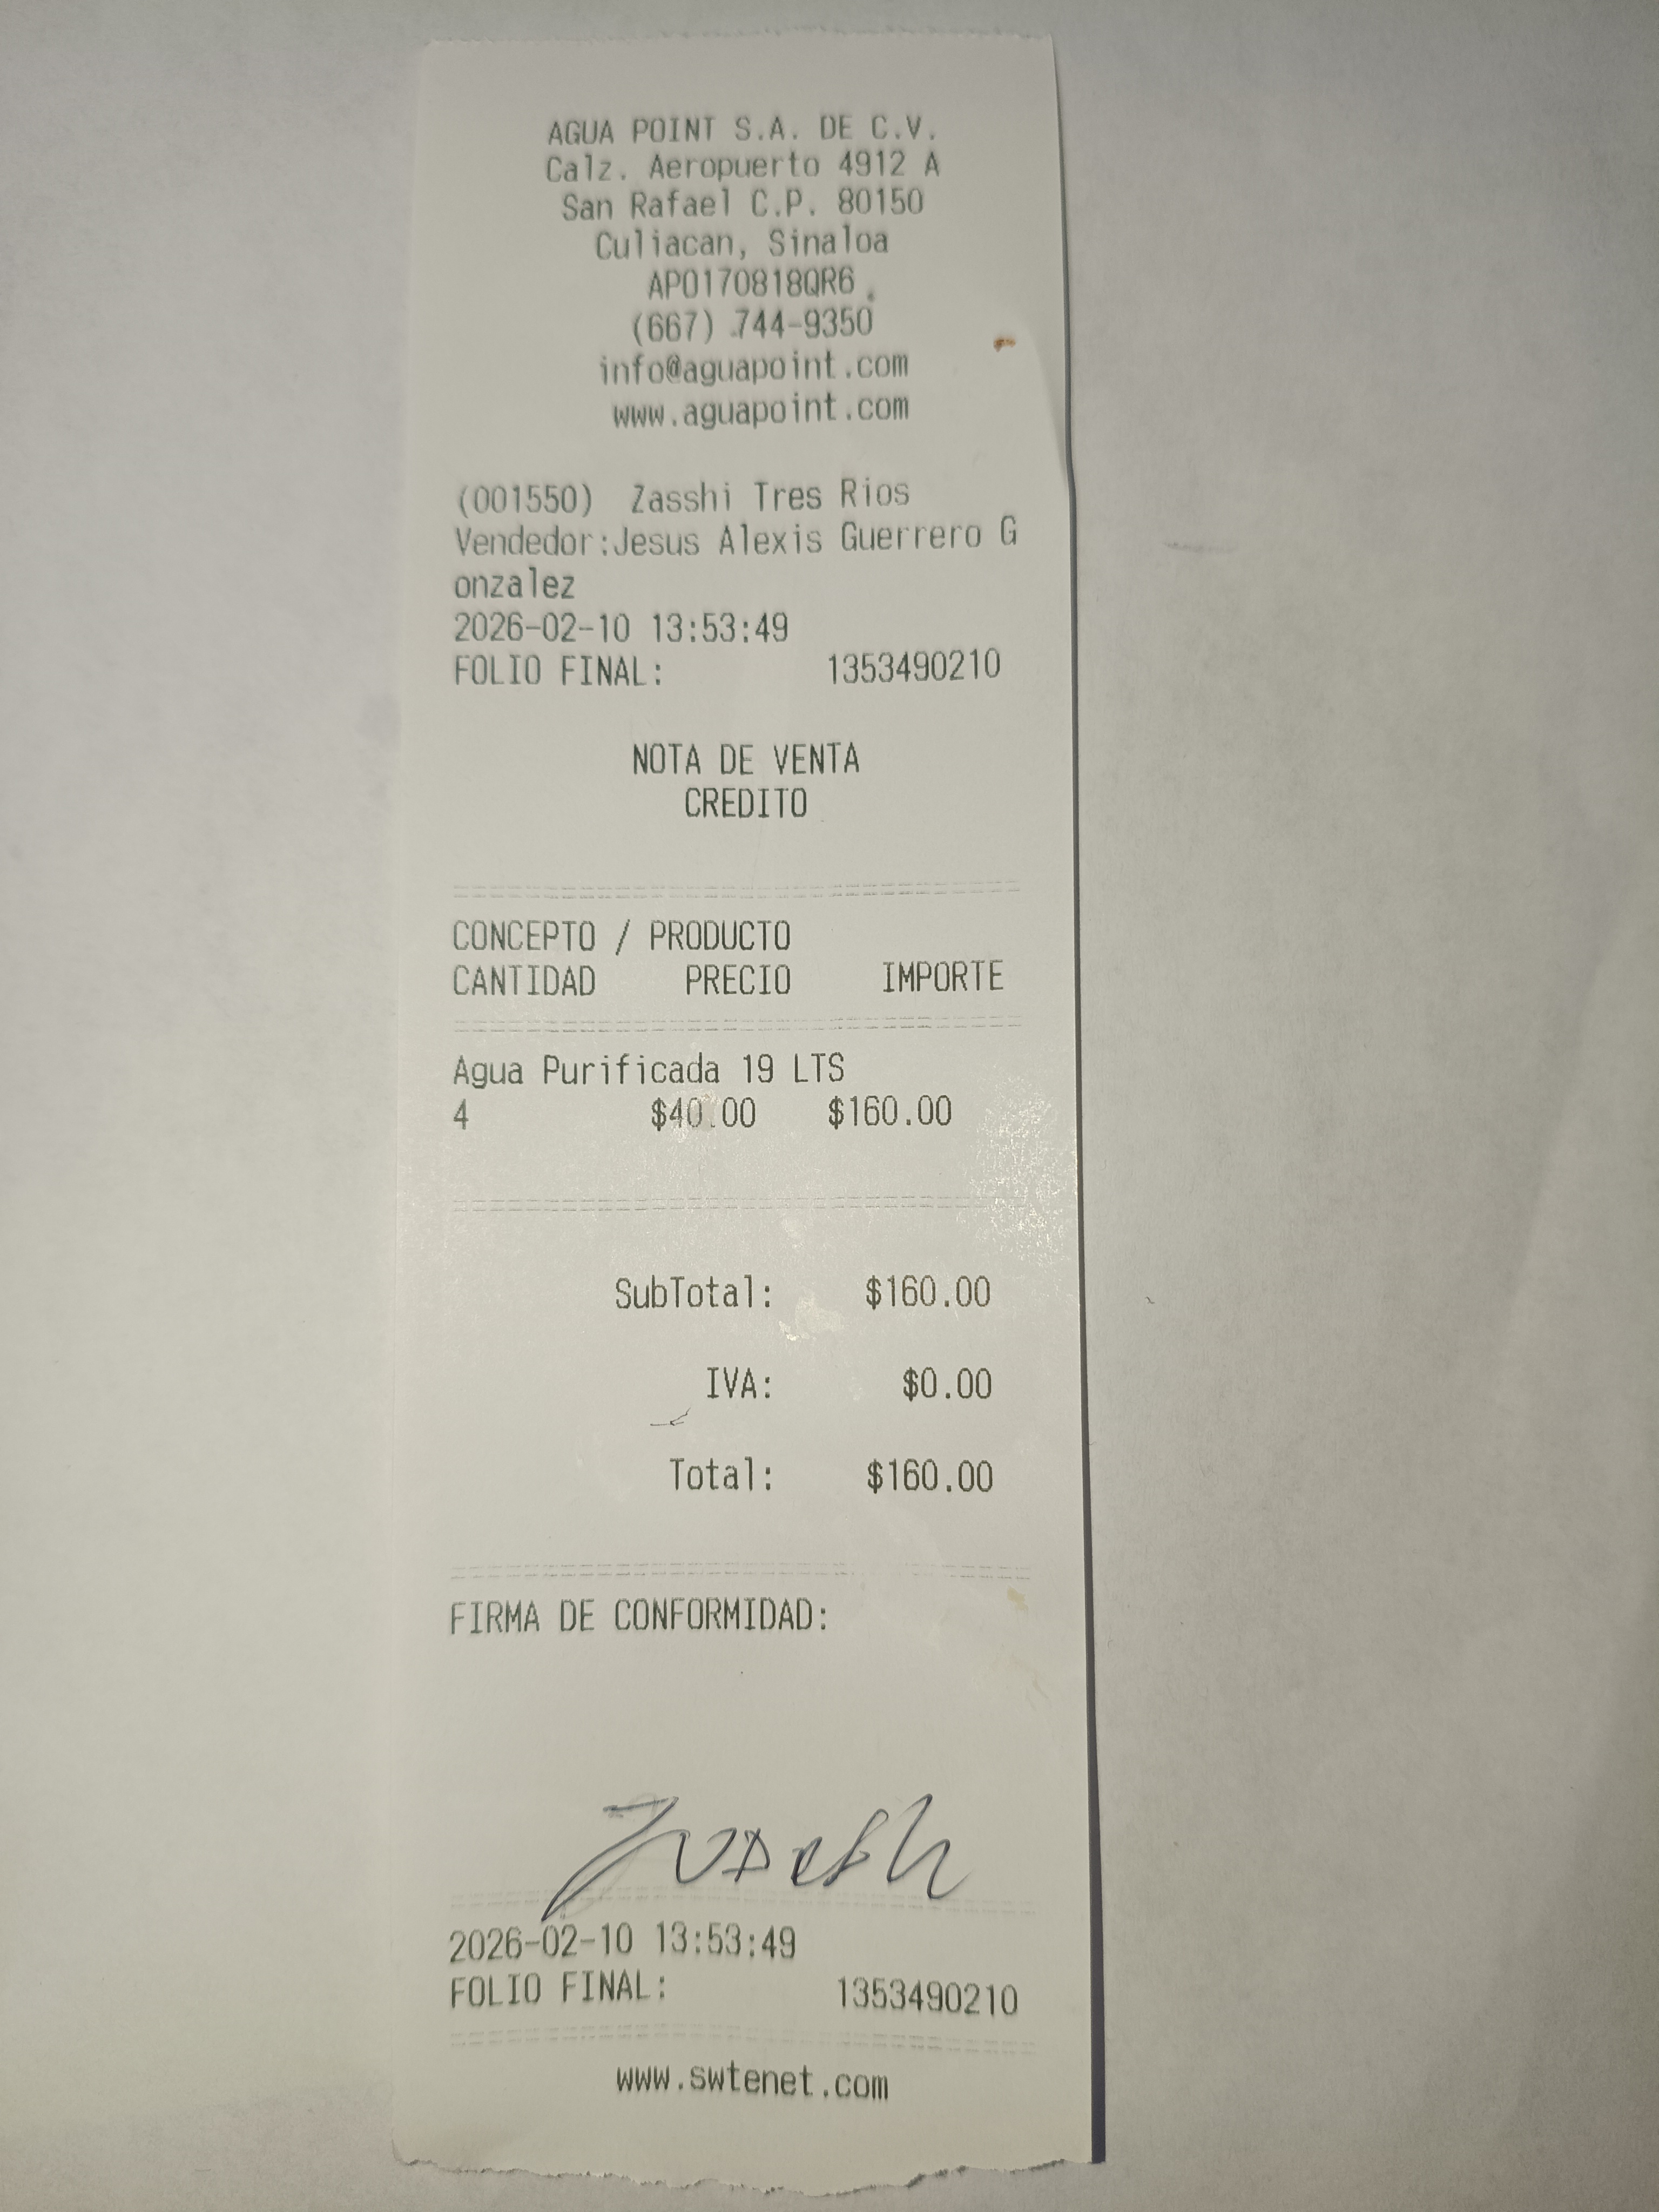 AGUA POINT S.A. DE C.V.
Calz. Aeropuerto 4912 A
San Rafael C.P. 80150
Culiacan, Sinaloa
APO170818QR6
(667) 744-9350
info@aguapoint.com
www.aguapoint.com
(001550) Zasshi Tres Rios
Vendedor:Jesus Alexis Guerrero G
onzalez
2026-02-10 13:53:49
FOLIO FINAL: 1353490210
NOTA DE VENTA
CREDITO
CONCEPTO / PRODUCTO
CANTIDAD PRECIO IMPORTE
Agua Purificada 19 LTS
4 $40.00 $160.00
SubTotal: $160.00
IVA: $0.00
Total: $160.00
FIRMA DE CONFORMIDAD:
2026-02-10 13:53:49
FOLIO FINAL: 1353490210
www.swtenet.com